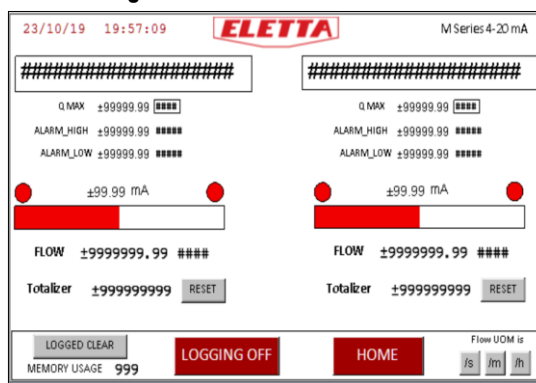 23/10/19 19:57:09 ELETTA M Series 4-20 mA
##################### #####################
Q MAX ±99999.99 #### Q MAX ±99999.99 ####
ALARM_HIGH ±99999.99 ##### ALARM_HIGH ±99999.99 #####
ALARM_LOW ±99999.99 ##### ALARM_LOW ±99999.99 #####
±99.99 mA ±99.99 mA
FLOW ±9999999.99 #### FLOW ±9999999.99 ####
Totalizer ±999999999 RESET Totalizer ±999999999 RESET
LOGGED CLEAR LOGGING OFF HOME Flow UOM is
MEMORY USAGE 999 /s /m /h